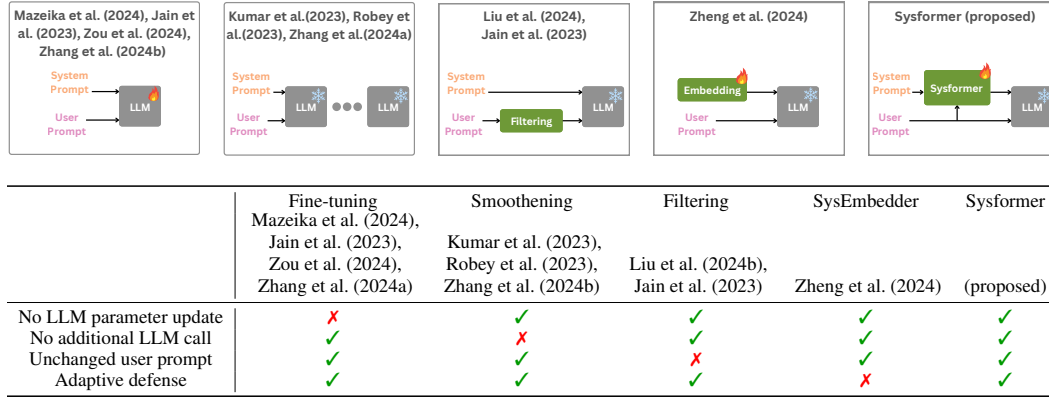 Mazeika et al. (2024), Jain et
al. (2023), Zou et al. (2024),
Zhang et al. (2024b)
System
Prompt
User
Prompt
LLM
Kumar et al.(2023), Robey et
al.(2023), Zhang et al.(2024a)
System
Prompt
User
Prompt
LLM
LLM
Liu et al. (2024),
Jain et al. (2023)
System
Prompt
User
Prompt
Filtering
LLM
Zheng et al. (2024)
Embedding
User
Prompt
LLM
Sysformer (proposed)
System
Prompt
User
Prompt
Sysformer
LLM
Fine-tuning Smoothening Filtering SysEmbedder Sysformer
Mazeika et al. (2024),
Jain et al. (2023), Kumar et al. (2023),
Zou et al. (2024), Robey et al. (2023), Liu et al. (2024b),
Zhang et al. (2024a) Zhang et al. (2024b) Jain et al. (2023) Zheng et al. (2024) (proposed)
No LLM parameter update ✗ ✓ ✓ ✓ ✓
No additional LLM call ✓ ✗ ✓ ✓ ✓
Unchanged user prompt ✓ ✓ ✗ ✓ ✓
Adaptive defense ✓ ✓ ✓ ✗ ✓